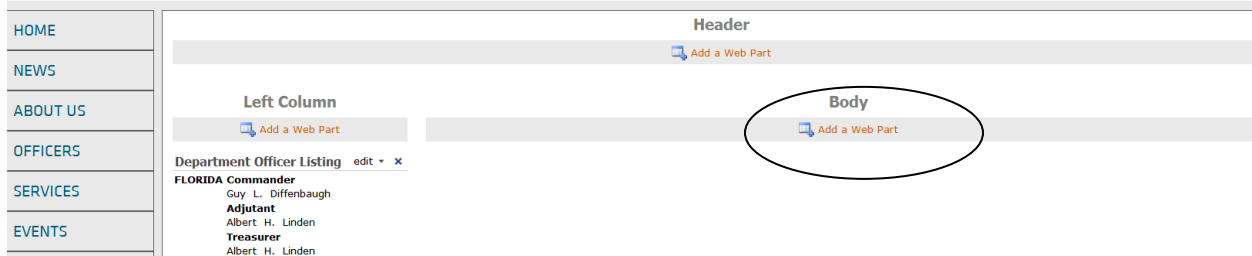 HOME
NEWS
ABOUT US
OFFICERS
SERVICES
EVENTS
Header
Add a Web Part
Left Column
Add a Web Part
Department Officer Listing edit ×
FLORIDA Commander
Guy L. Diffenbaugh
Adjutant
Albert H. Linden
Treasurer
Albert H. Linden
Body
Add a Web Part